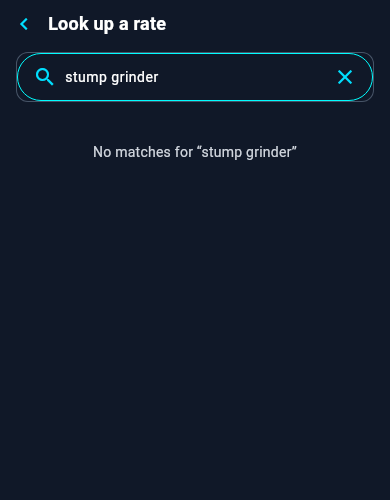 Look up a rate
stump grinder
No matches for “stump grinder”